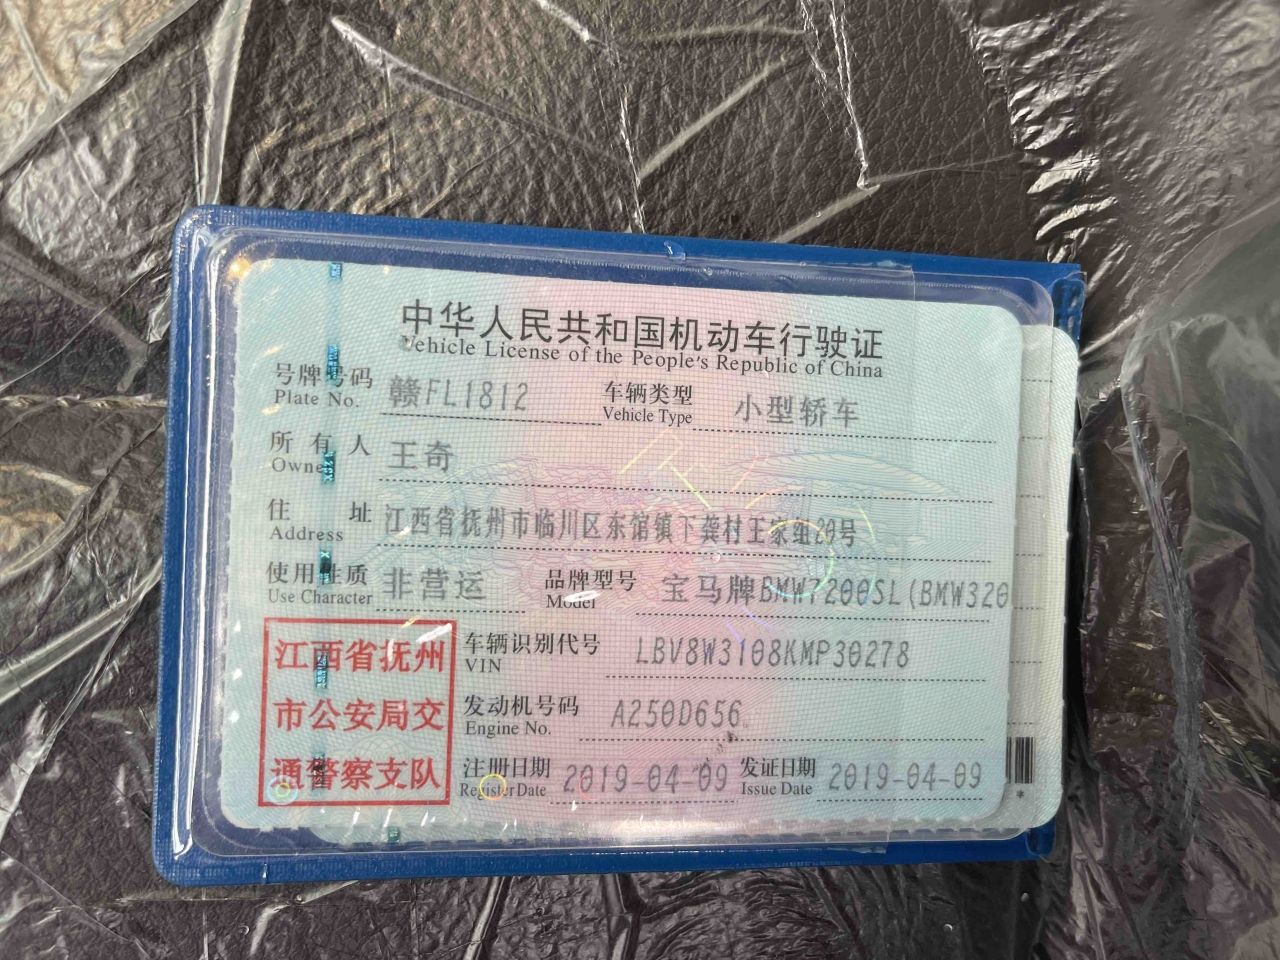 中华人民共和国机动车行驶证
Vehicle License of the People's Republic of China
号牌号码 赣FL1812 车辆类型 小型轿车
Plate No. Vehicle Type
所有人 王奇
Owner
住址 江西省抚州市临川区东馆镇下龚村王家组20号
Address
使用性质 非营运 品牌型号 宝马牌BMW7200SL(BMW320
Use Character Model
江西省抚州
市公安局交
通警察支队
车辆识别代号 LBV8W3108KMP30278
VIN
发动机号码 A250D656
Engine No.
注册日期 2019-04-09 发证日期 2019-04-09
Register Date Issue Date